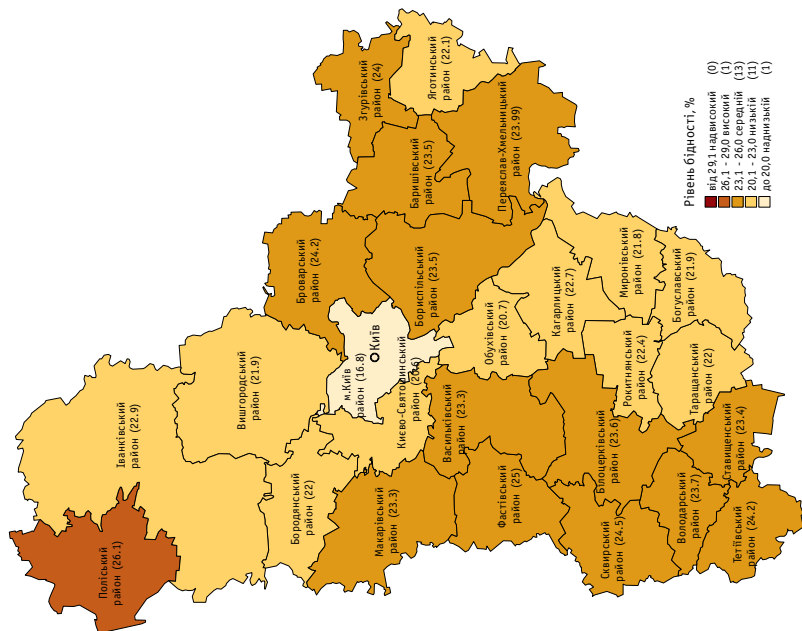 Поліський
район (26.1)
Іванківський
район (22.9)
Вишгородський
район (21.9)
Бородянський
район (22)
Макарівський
район (23.3)
Києво-Святошинський
район
м.Київ
район (16.8)
Київ
Броварський
район (24.2)
Бориспільський
район (23.5)
Баришівський
район (23.5)
Згурівський
район (24)
Яготинський
район (22.1)
Переяслав-Хмельницький
район (23.99)
Васильківський
район (23.3)
Фастівський
район (25)
Обухівський
район (20.7)
Кагарлицький
район (22.7)
Миронівський
район (21.8)
Богуславський
район (21.9)
Рокитнянський
район (22.4)
Таращанський
район (22)
Білоцерківський
район (23.6)
Сквирський
район (24.5)
Володарський
район (23.7)
Ставищенський
район (23.4)
Тетіївський
район (24.2)
Рівень бідності, %
від 29,1 надвисокий (0)
26,1 - 29,0 високий (1)
23,1 - 26,0 середній (13)
20,1 - 23,0 низькій (11)
до 20,0 наднизькій (1)